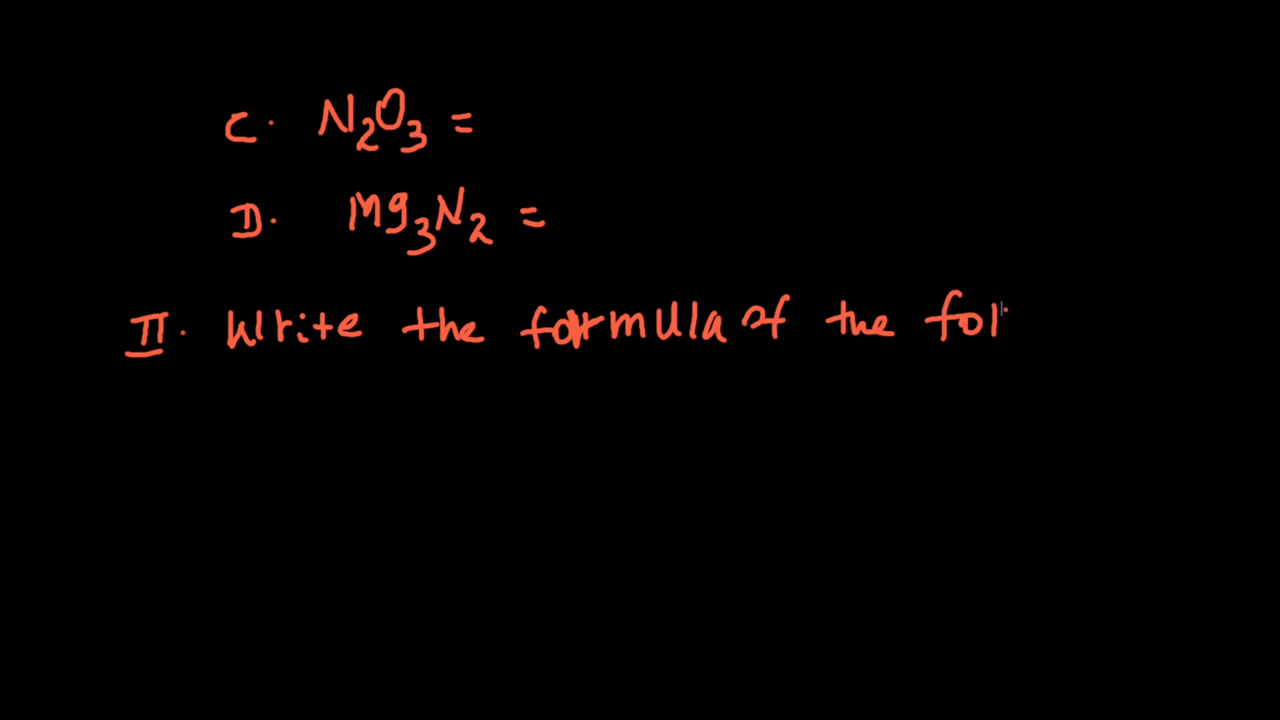 C. N₂O₃ =
D. Mg₃N₂ =
II. Write the formula of the fol